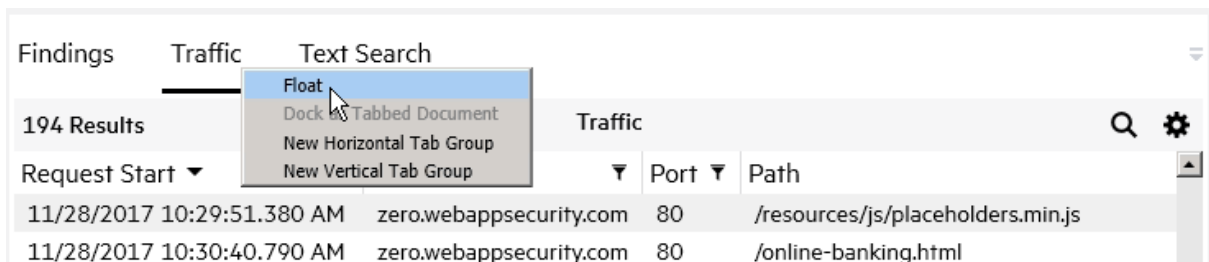 Findings Traffic Text Search
Float
Dock as Tabbed Document
194 Results Traffic
New Horizontal Tab Group
Request Start New Vertical Tab Group Port Path
11/28/2017 10:29:51.380 AM zero.webappsecurity.com 80 /resources/js/placeholders.min.js
11/28/2017 10:30:40.790 AM zero.webappsecurity.com 80 /online-banking.html